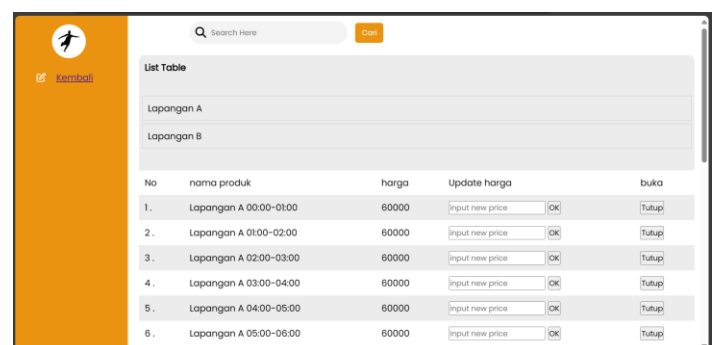 Search Here Cari
Kembali
List Table
Lapangan A
Lapangan B
No nama produk harga Update harga buka
1 . Lapangan A 00:00-01:00 60000 input new price OK Tutup
2 . Lapangan A 01:00-02:00 60000 input new price OK Tutup
3 . Lapangan A 02:00-03:00 60000 input new price OK Tutup
4 . Lapangan A 03:00-04:00 60000 input new price OK Tutup
5 . Lapangan A 04:00-05:00 60000 input new price OK Tutup
6 . Lapangan A 05:00-06:00 60000 input new price OK Tutup